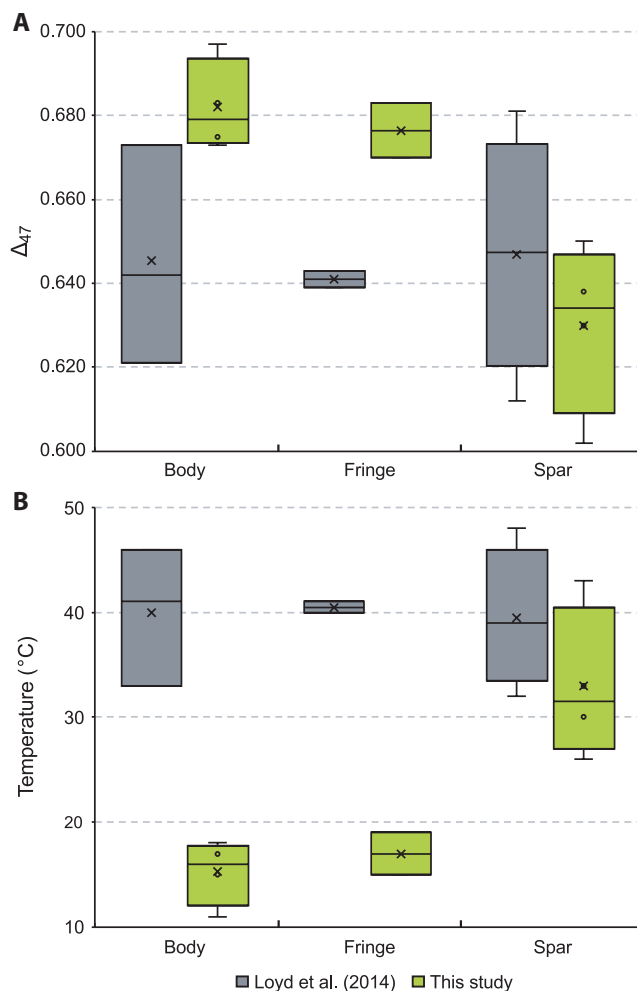 A
0.700
0.680
0.660
0.640
0.620
0.600
Δ47
Body Fringe Spar
B
50
40
30
20
10
Temperature (°C)
Body Fringe Spar
Loyd et al. (2014) This study